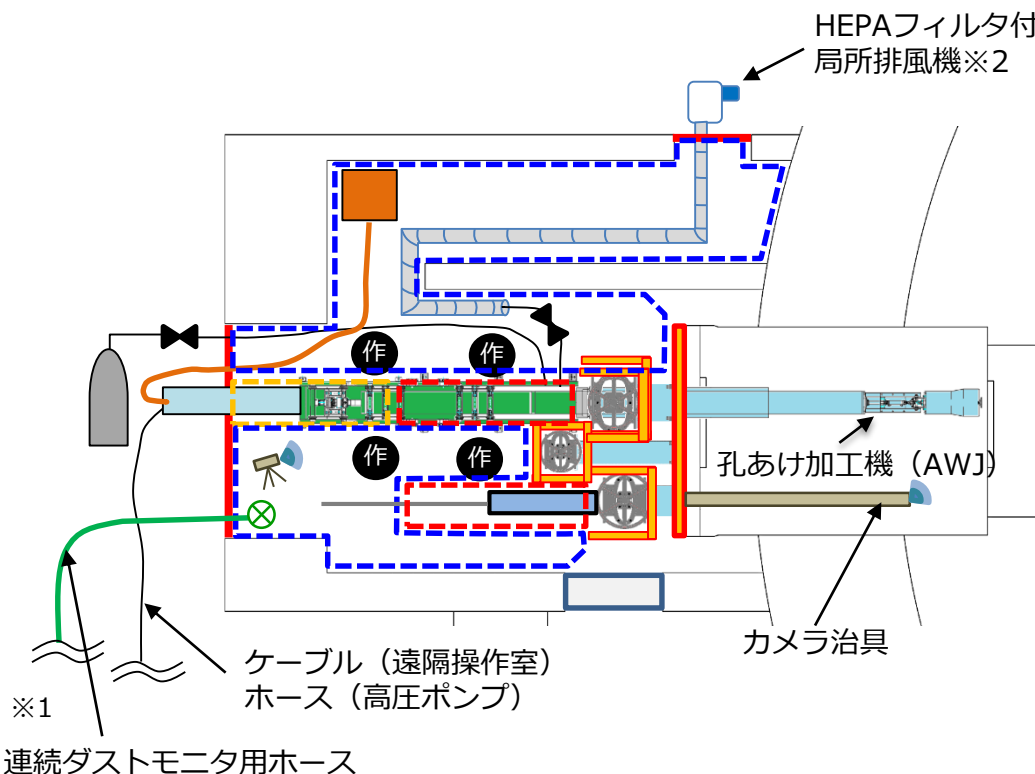 HEPAフィルタ付
局所排風機※2
作
作
作
作
孔あけ加工機（AWJ）
カメラ治具
ケーブル（遠隔操作室）
ホース（高圧ポンプ）
※1
連続ダストモニタ用ホース